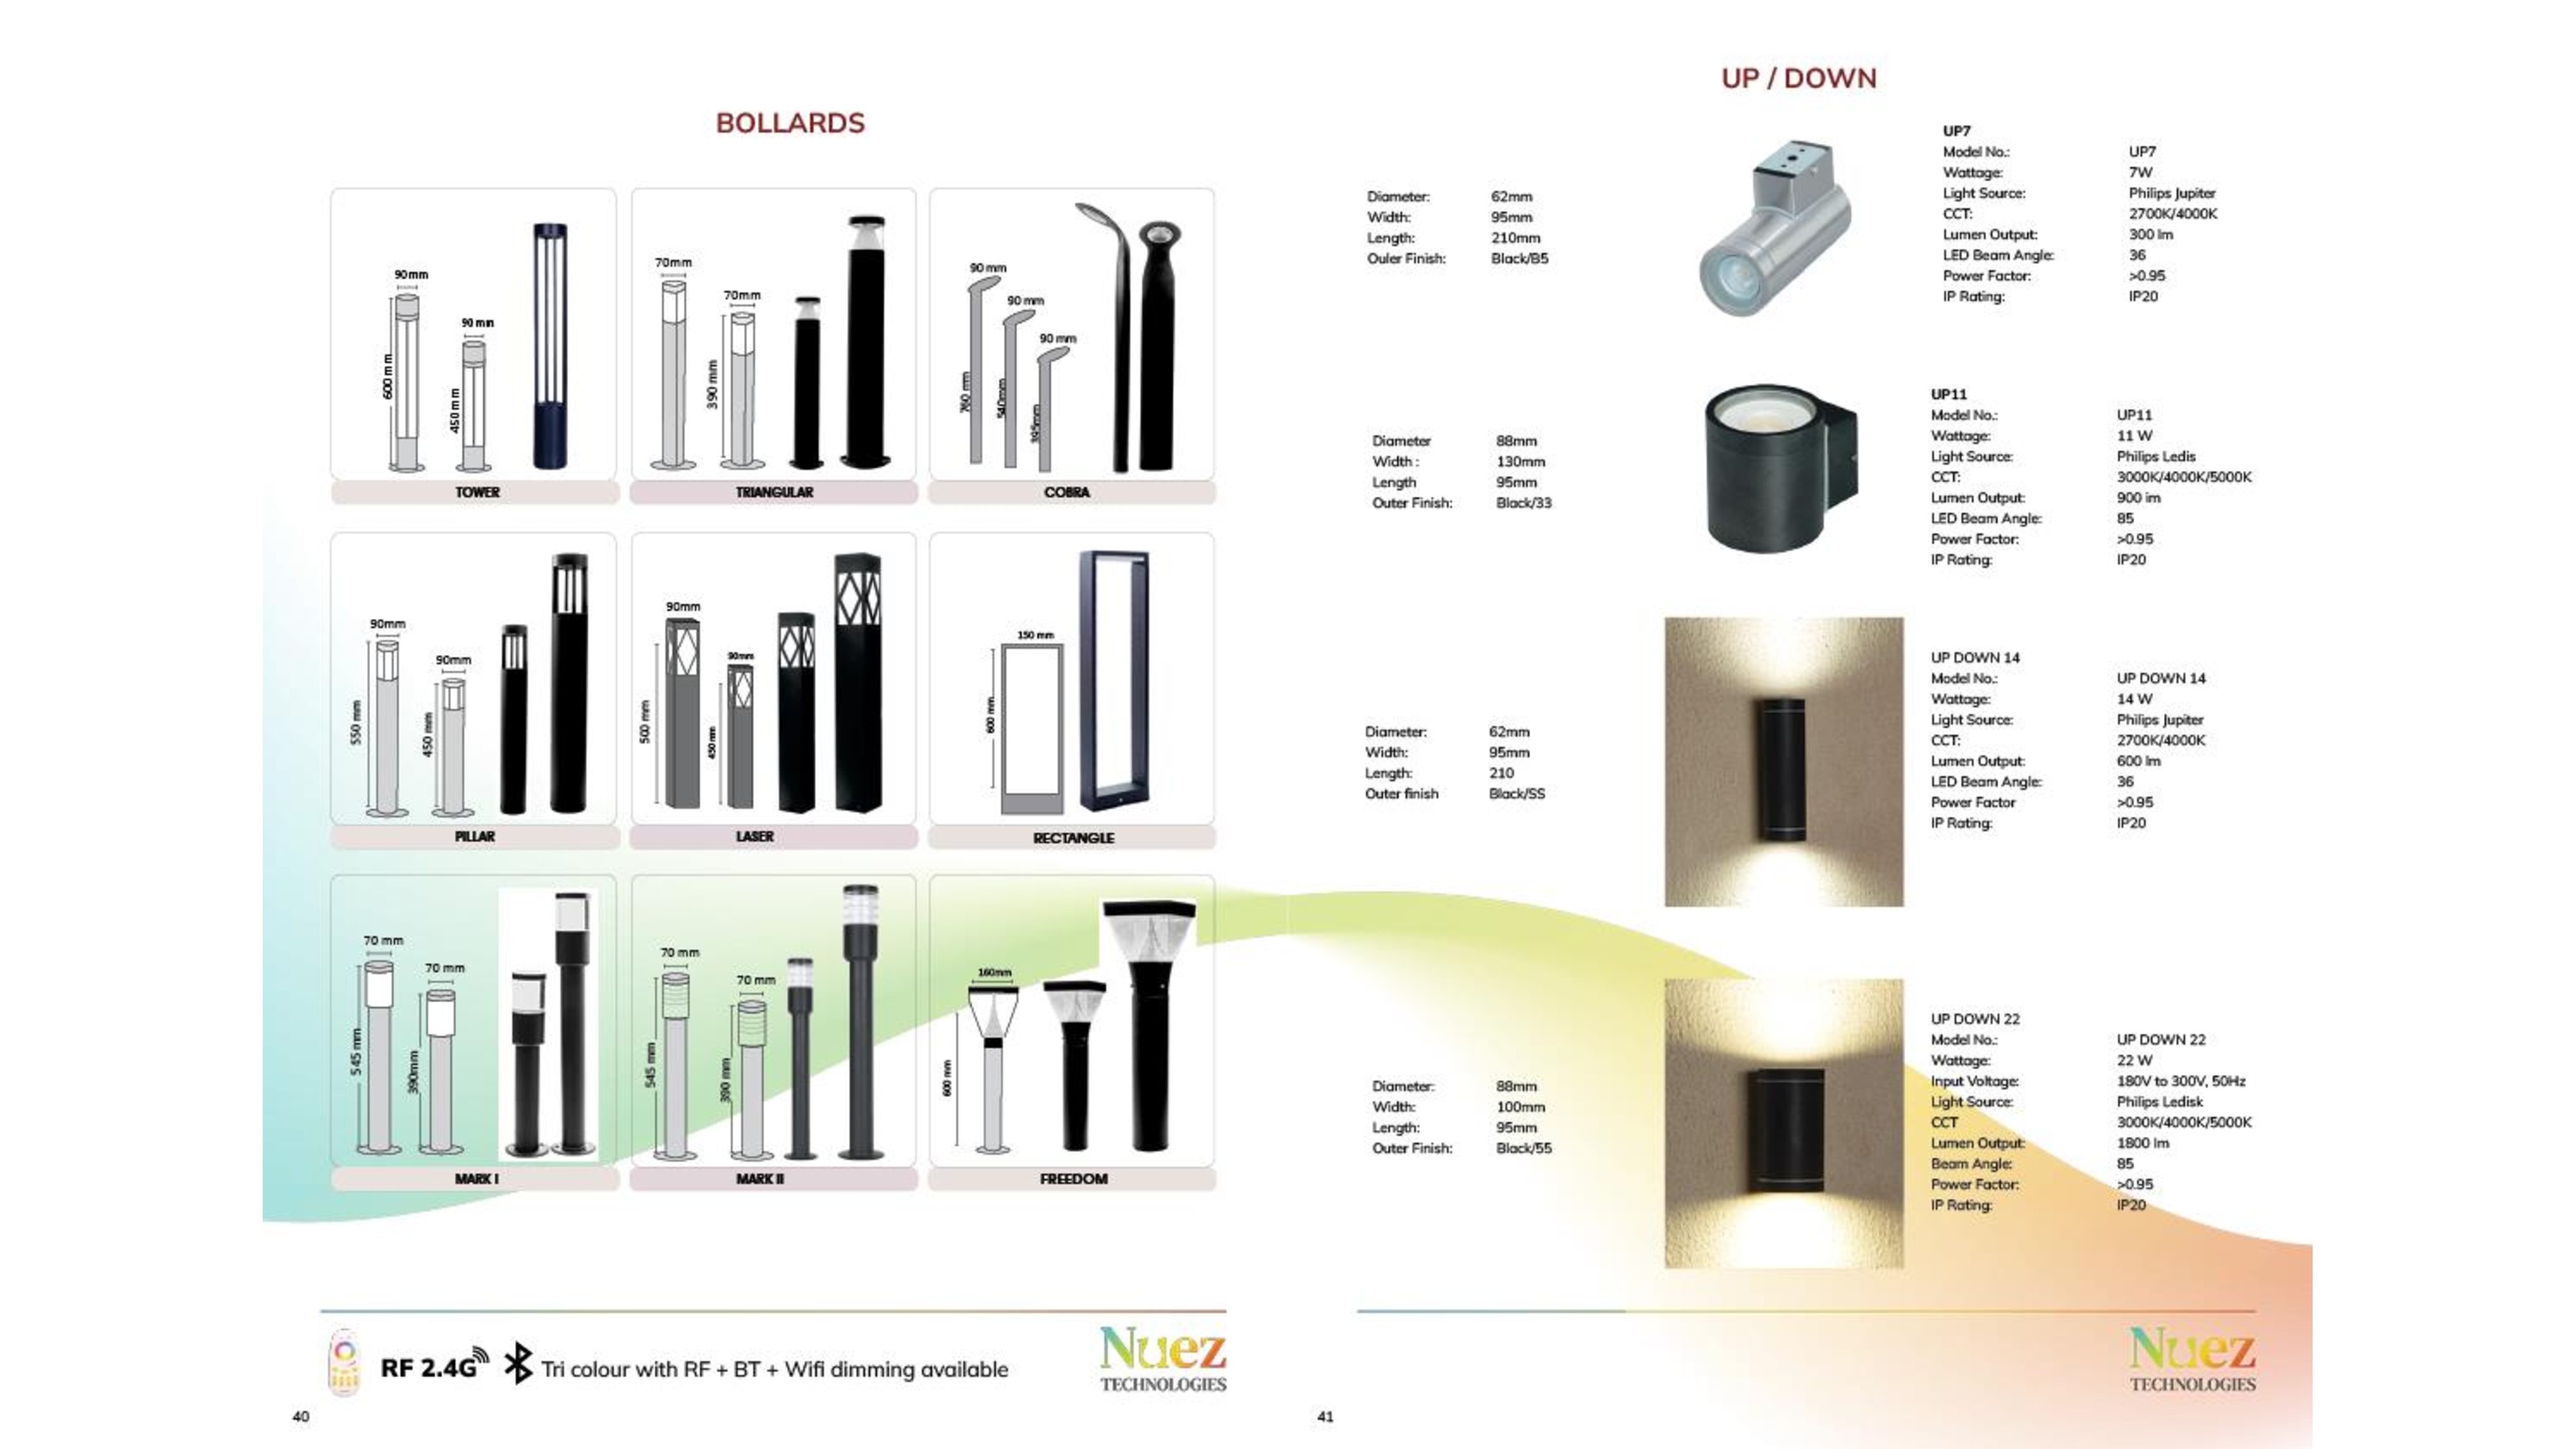 BOLLARDS
90mm
600 mm
90 mm
450 mm
TOWER
70mm
70mm
390 mm
TRIANGULAR
90 mm
90 mm
90 mm
760 mm
540mm
395mm
COBRA
90mm
550 mm
90mm
450 mm
PILLAR
90mm
500 mm
90mm
450 mm
LASER
150 mm
600 mm
RECTANGLE
70 mm
545 mm
70 mm
390mm
MARK I
70 mm
545 mm
70 mm
390 mm
MARK II
160mm
600 mm
FREEDOM
RF 2.4G
Tri colour with RF + BT + Wifi dimming available
Nuez
TECHNOLOGIES
40
UP / DOWN
Diameter: 62mm
Width: 95mm
Length: 210mm
Ouler Finish: Black/B5
UP7
Model No.: UP7
Wattage: 7W
Light Source: Philips Jupiter
CCT: 2700K/4000K
Lumen Output: 300 lm
LED Beam Angle: 36
Power Factor: >0.95
IP Rating: IP20
Diameter 88mm
Width : 130mm
Length 95mm
Outer Finish: Black/33
UP11
Model No.: UP11
Wattage: 11 W
Light Source: Philips Ledis
CCT: 3000K/4000K/5000K
Lumen Output: 900 im
LED Beam Angle: 85
Power Factor: >0.95
IP Rating: IP20
Diameter: 62mm
Width: 95mm
Length: 210
Outer finish Black/SS
UP DOWN 14
Model No.: UP DOWN 14
Wattage: 14 W
Light Source: Philips Jupiter
CCT: 2700K/4000K
Lumen Output: 600 lm
LED Beam Angle: 36
Power Factor >0.95
IP Rating: IP20
Diameter: 88mm
Width: 100mm
Length: 95mm
Outer Finish: Black/55
UP DOWN 22
Model No.: UP DOWN 22
Wattage: 22 W
Input Voltage: 180V to 300V, 50Hz
Light Source: Philips Ledisk
CCT 3000K/4000K/5000K
Lumen Output: 1800 lm
Beam Angle: 85
Power Factor: >0.95
IP Rating: IP20
Nuez
TECHNOLOGIES
41